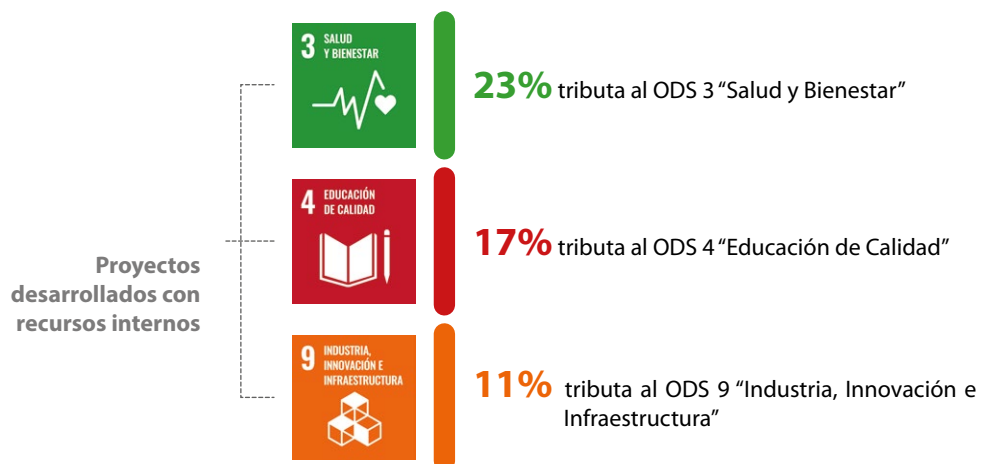 3 SALUD
Y BIENESTAR
23% tributa al ODS 3 “Salud y Bienestar”
4 EDUCACIÓN
DE CALIDAD
17% tributa al ODS 4 “Educación de Calidad”
Proyectos
desarrollados con
recursos internos
9 INDUSTRIA,
INNOVACIÓN E
INFRAESTRUCTURA
11% tributa al ODS 9 “Industria, Innovación e
Infraestructura”